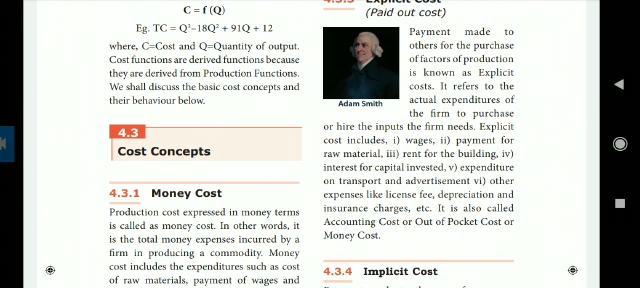 C = f (Q)
Eg. TC = Q³–18Q² + 91Q + 12
where, C=Cost and Q=Quantity of output.
Cost functions are derived functions because
they are derived from Production Functions.
We shall discuss the basic cost concepts and
their behaviour below.
4.3
Cost Concepts
4.3.1 Money Cost
Production cost expressed in money terms
is called as money cost. In other words, it
is the total money expenses incurred by a
firm in producing a commodity. Money
cost includes the expenditures such as cost
of raw materials, payment of wages and
4.3.3 Explicit Cost
(Paid out cost)
Adam Smith
Payment made to
others for the purchase
of factors of production
is known as Explicit
costs. It refers to the
actual expenditures of
the firm to purchase
or hire the inputs the firm needs. Explicit
cost includes, i) wages, ii) payment for
raw material, iii) rent for the building, iv)
interest for capital invested, v) expenditure
on transport and advertisement vi) other
expenses like license fee, depreciation and
insurance charges, etc. It is also called
Accounting Cost or Out of Pocket Cost or
Money Cost.
4.3.4 Implicit Cost